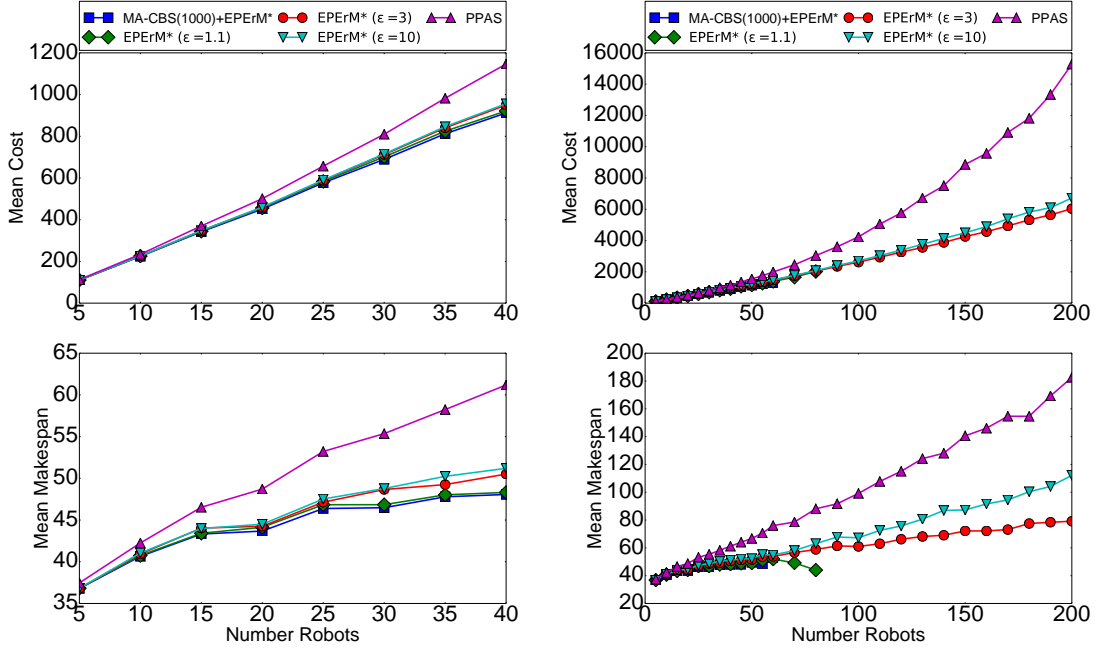 MA-CBS(1000)+EPErM* EPErM* (ε =3) PPAS
EPErM* (ε =1.1) EPErM* (ε =10)
1200
1000
800
600
400
200
0
Mean Cost
5 10 15 20 25 30 35 40
MA-CBS(1000)+EPErM* EPErM* (ε =3) PPAS
EPErM* (ε =1.1) EPErM* (ε =10)
16000
14000
12000
10000
8000
6000
4000
2000
0
Mean Cost
0 50 100 150 200
65
60
55
50
45
40
35
Mean Makespan
5 10 15 20 25 30 35 40
Number Robots
200
180
160
140
120
100
80
60
40
20
Mean Makespan
0 50 100 150 200
Number Robots